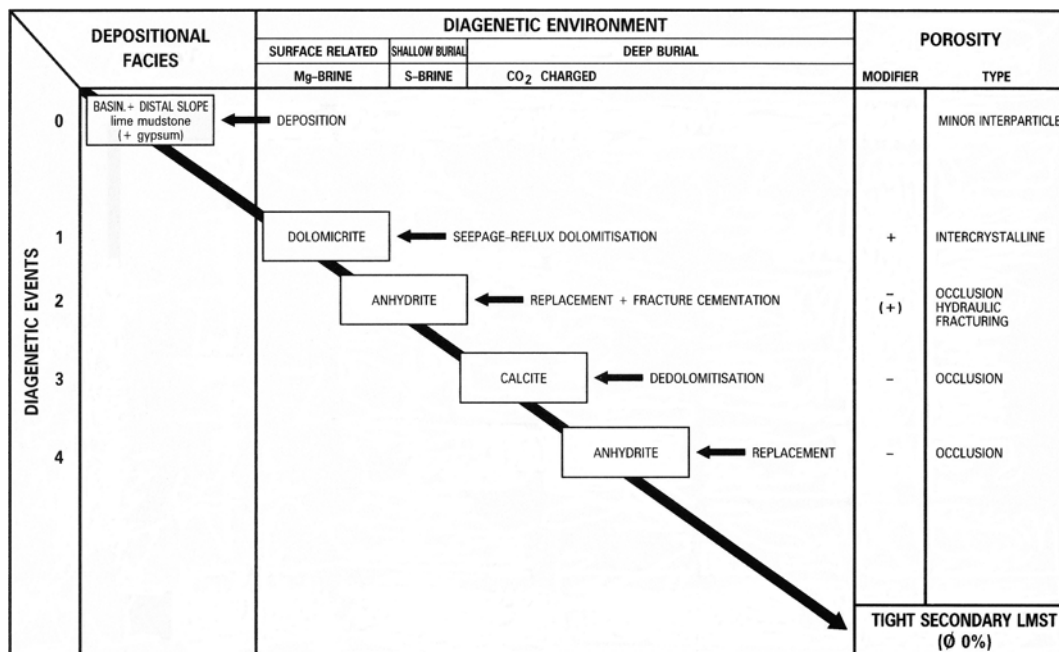 DEPOSITIONAL
FACIES
DIAGENETIC ENVIRONMENT
POROSITY
SURFACE RELATED
SHALLOW BURIAL
DEEP BURIAL
Mg–BRINE
S–BRINE
CO2 CHARGED
MODIFIER
TYPE
DIAGENETIC EVENTS
0
BASIN. + DISTAL SLOPE
lime mudstone
(+ gypsum)
DEPOSITION
MINOR INTERPARTICLE
1
DOLOMICRITE
SEEPAGE–REFLUX DOLOMITISATION
+
INTERCRYSTALLINE
2
ANHYDRITE
REPLACEMENT + FRACTURE CEMENTATION
–
(+)
OCCLUSION
HYDRAULIC
FRACTURING
3
CALCITE
DEDOLOMITISATION
–
OCCLUSION
4
ANHYDRITE
REPLACEMENT
–
OCCLUSION
TIGHT SECONDARY LMST
(Ø 0%)